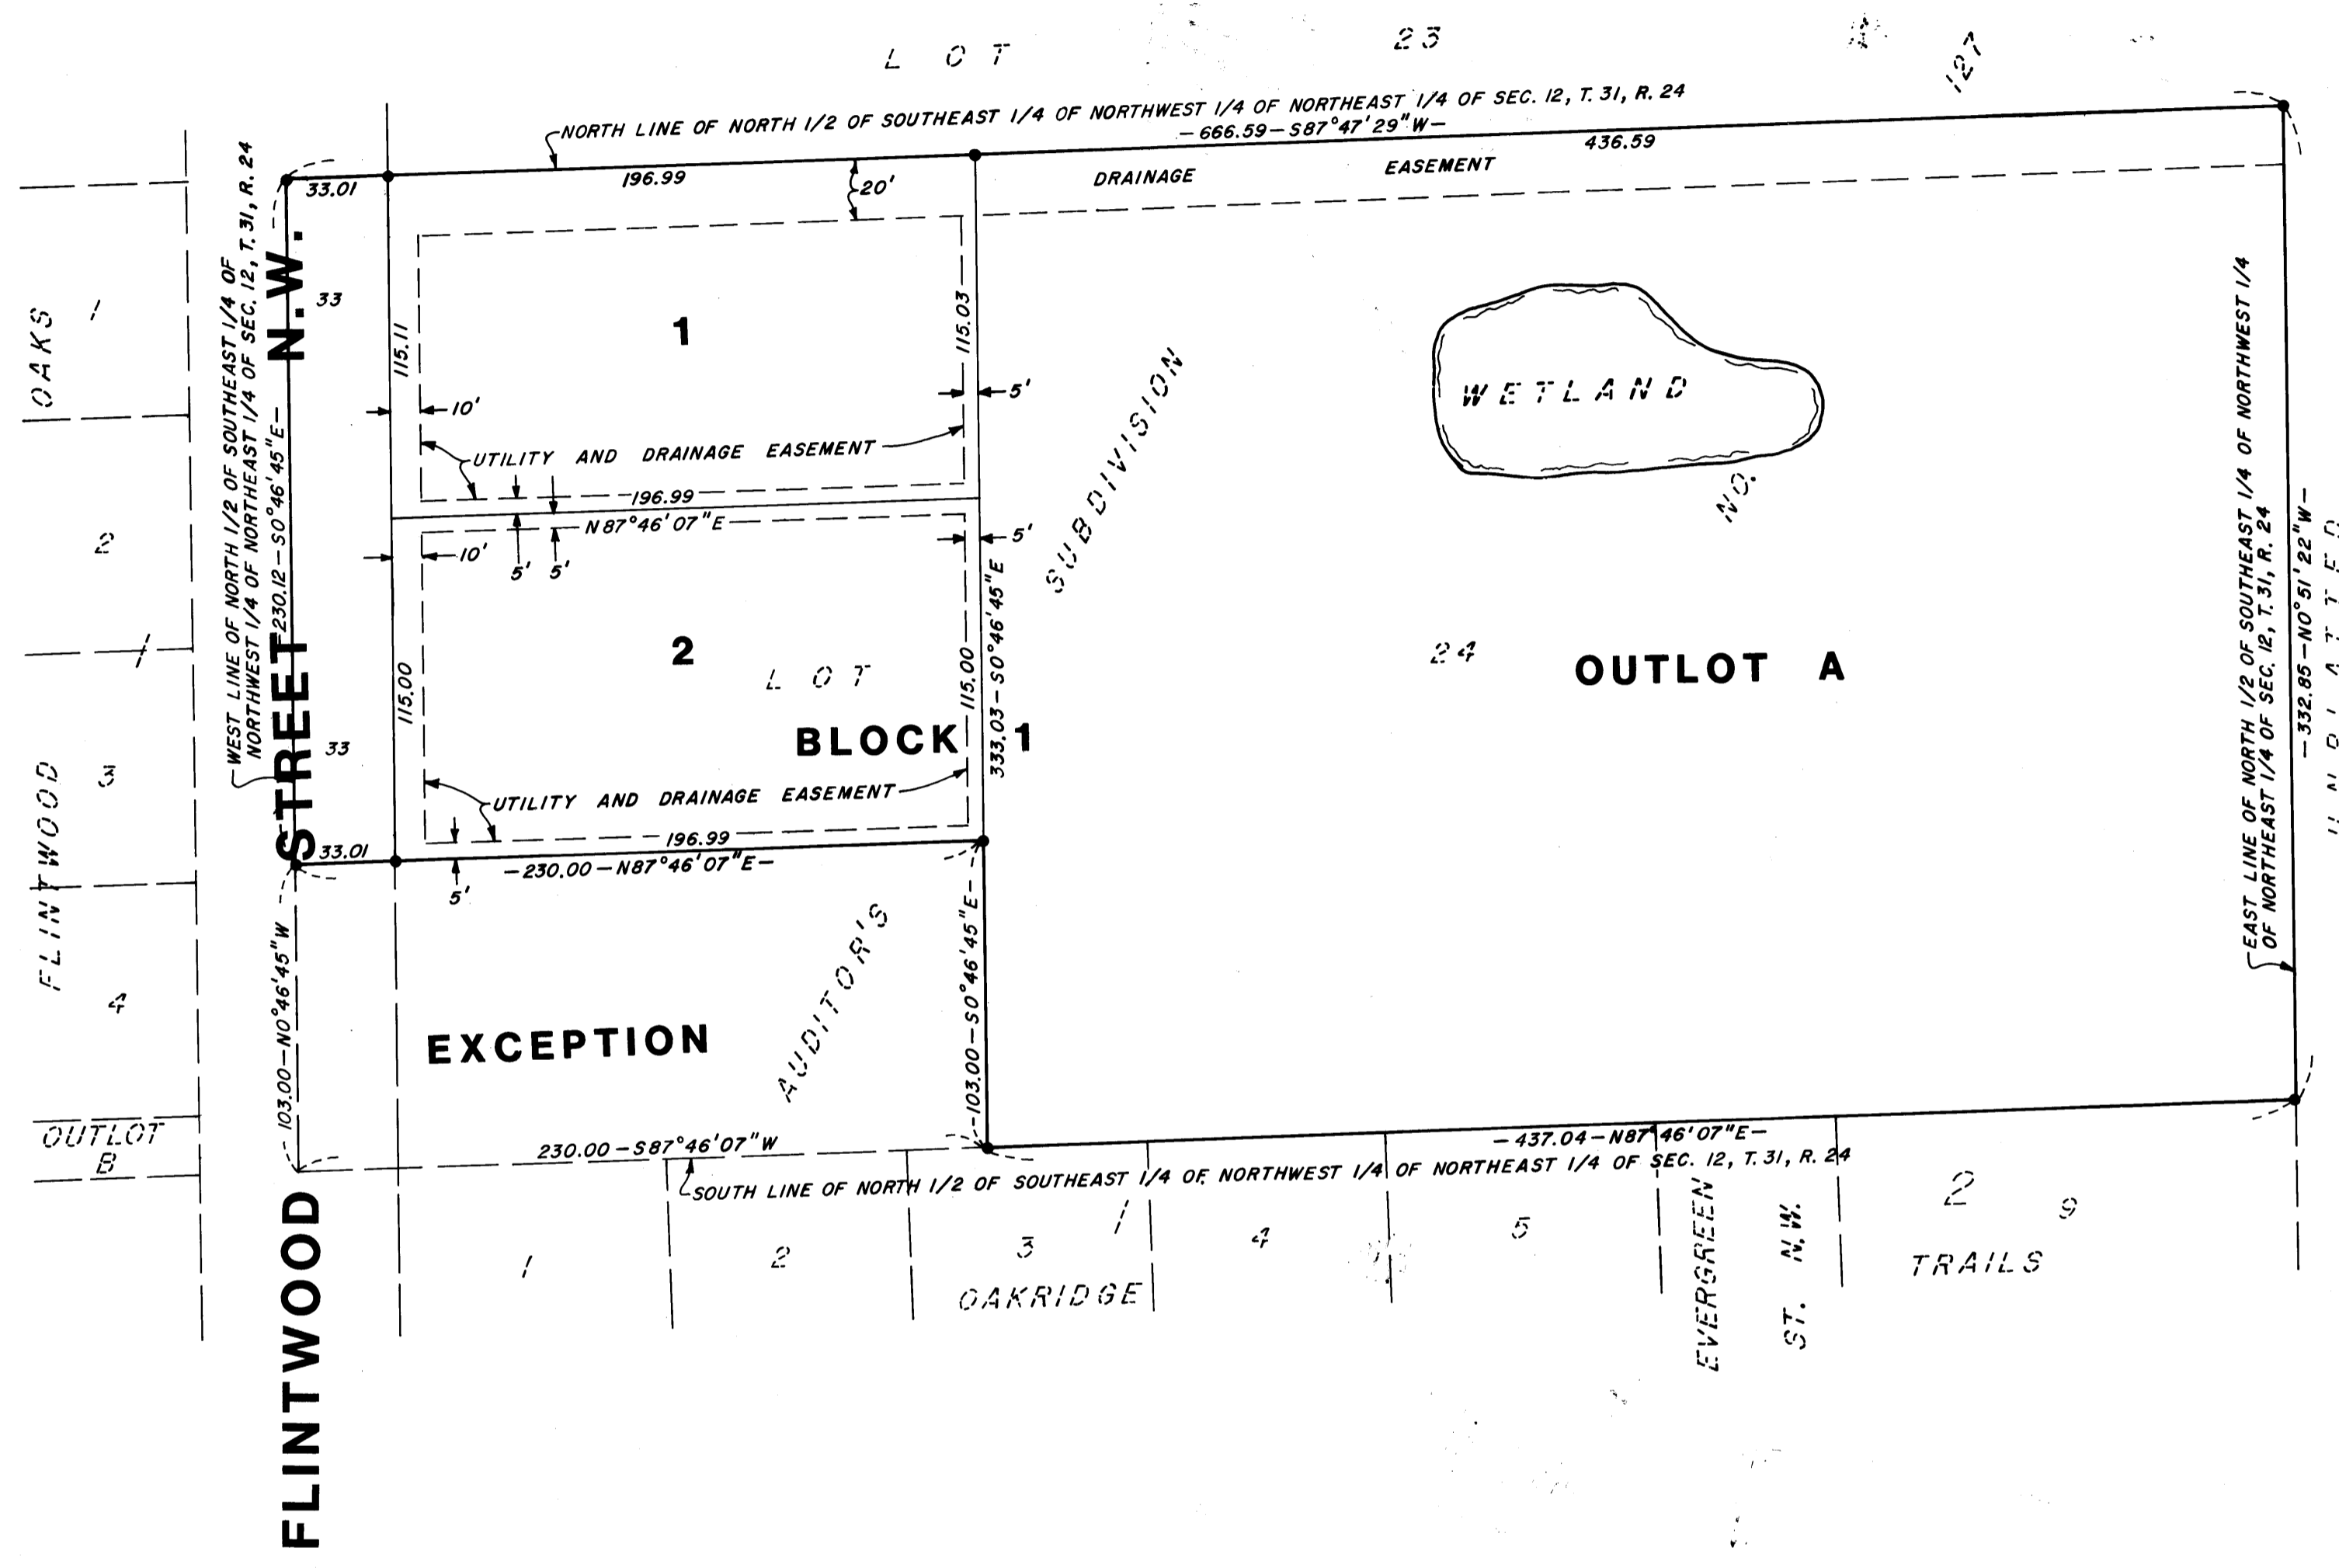 LOT 23
127
NORTH LINE OF NORTH 1/2 OF SOUTHEAST 1/4 OF NORTHWEST 1/4 OF NORTHEAST 1/4 OF SEC. 12, T. 31, R. 24
—666.59—S87°47'29"W—
33.01
196.99
436.59
20'
DRAINAGE EASEMENT
WEST LINE OF NORTH 1/2 OF SOUTHEAST 1/4 OF
NORTHWEST 1/4 OF NORTHEAST 1/4 OF SEC. 12, T. 31, R. 24
230.12—S0°46'45"E—
33
115.11
1
115.03
10'
5'
UTILITY AND DRAINAGE EASEMENT
196.99
N87°46'07"E
10'
5'
5'
5'
SUBDIVISION
NO.
WETLAND
33
115.00
2
LOT
115.00
333.03—S0°46'45"E
24
BLOCK 1
OUTLOT A
UTILITY AND DRAINAGE EASEMENT
33.01
196.99
—230.00—N87°46'07"E—
5'
103.00—N0°46'45"W
EXCEPTION
AUDITOR'S
—103.00—S0°46'45"E—
230.00—S87°46'07"W
—437.04—N87°46'07"E—
SOUTH LINE OF NORTH 1/2 OF SOUTHEAST 1/4 OF NORTHWEST 1/4 OF NORTHEAST 1/4 OF SEC. 12, T. 31, R. 24
EAST LINE OF NORTH 1/2 OF SOUTHEAST 1/4 OF NORTHWEST 1/4
OF NORTHEAST 1/4 OF SEC. 12, T. 31, R. 24
—332.85—N0°51'22"W—
FLINTWOOD STREET N.W.
FLINTWOOD OAKS
1
2
1
3
4
OUTLOT
B
1
2
3
1
4
5
OAKRIDGE TRAILS
EVERGREEN
ST. N.W.
2
9